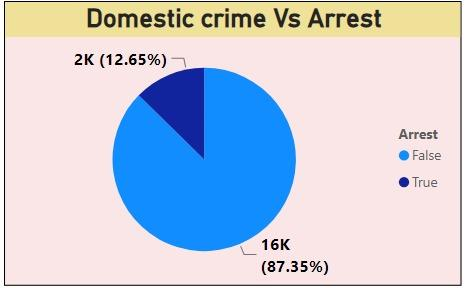 Domestic crime Vs Arrest
2K (12.65%)
Arrest
False
True
16K
(87.35%)